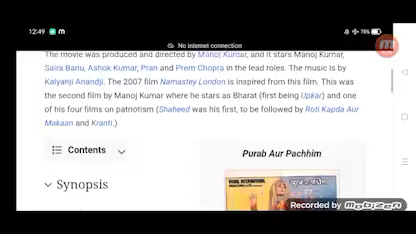 12:49
78%
No internet connection
The movie was produced and directed by Manoj Kumar, and it stars Manoj Kumar,
Saira Banu, Ashok Kumar, Pran and Prem Chopra in the lead roles. The music is by
Kalyanji Anandji. The 2007 film Namastey London is inspired from this film. This was
the second film by Manoj Kumar where he stars as Bharat (first being Upkar) and one
of his four films on patriotism (Shaheed was his first, to be followed by Roti Kapda Aur
Makaan and Kranti.)
Contents
Purab Aur Pachhim
Synopsis
VISHAL INTERNATIONAL
Recorded by Mobizen